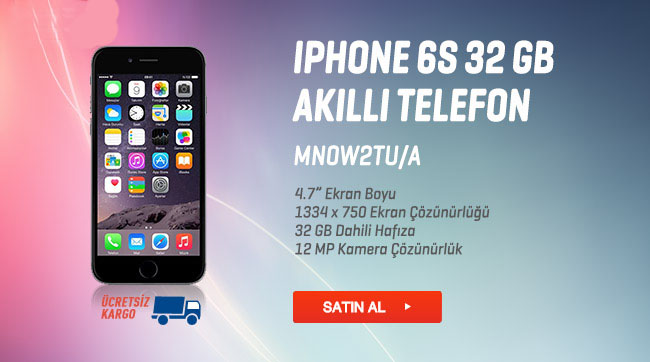 IPHONE 6S 32 GB
AKILLI TELEFON
MN0W2TU/A
4.7” Ekran Boyu
1334 x 750 Ekran Çözünürlüğü
32 GB Dahili Hafıza
12 MP Kamera Çözünürlük
SATIN AL
ÜCRETSİZ
KARGO